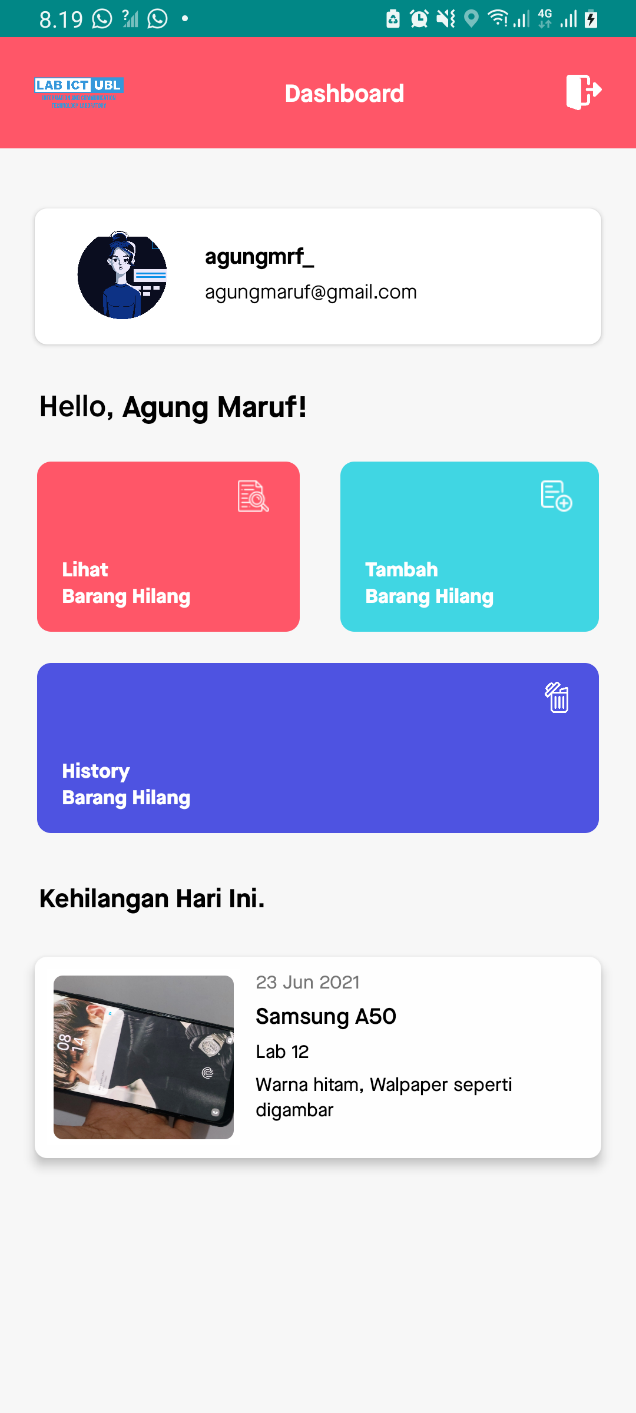 8.19
4G
LAB ICT UBL
Dashboard
agungmrf_
agungmaruf@gmail.com
Hello, Agung Maruf!
Lihat
Barang Hilang
Tambah
Barang Hilang
History
Barang Hilang
Kehilangan Hari Ini.
23 Jun 2021
Samsung A50
Lab 12
Warna hitam, Walpaper seperti
digambar
08
14